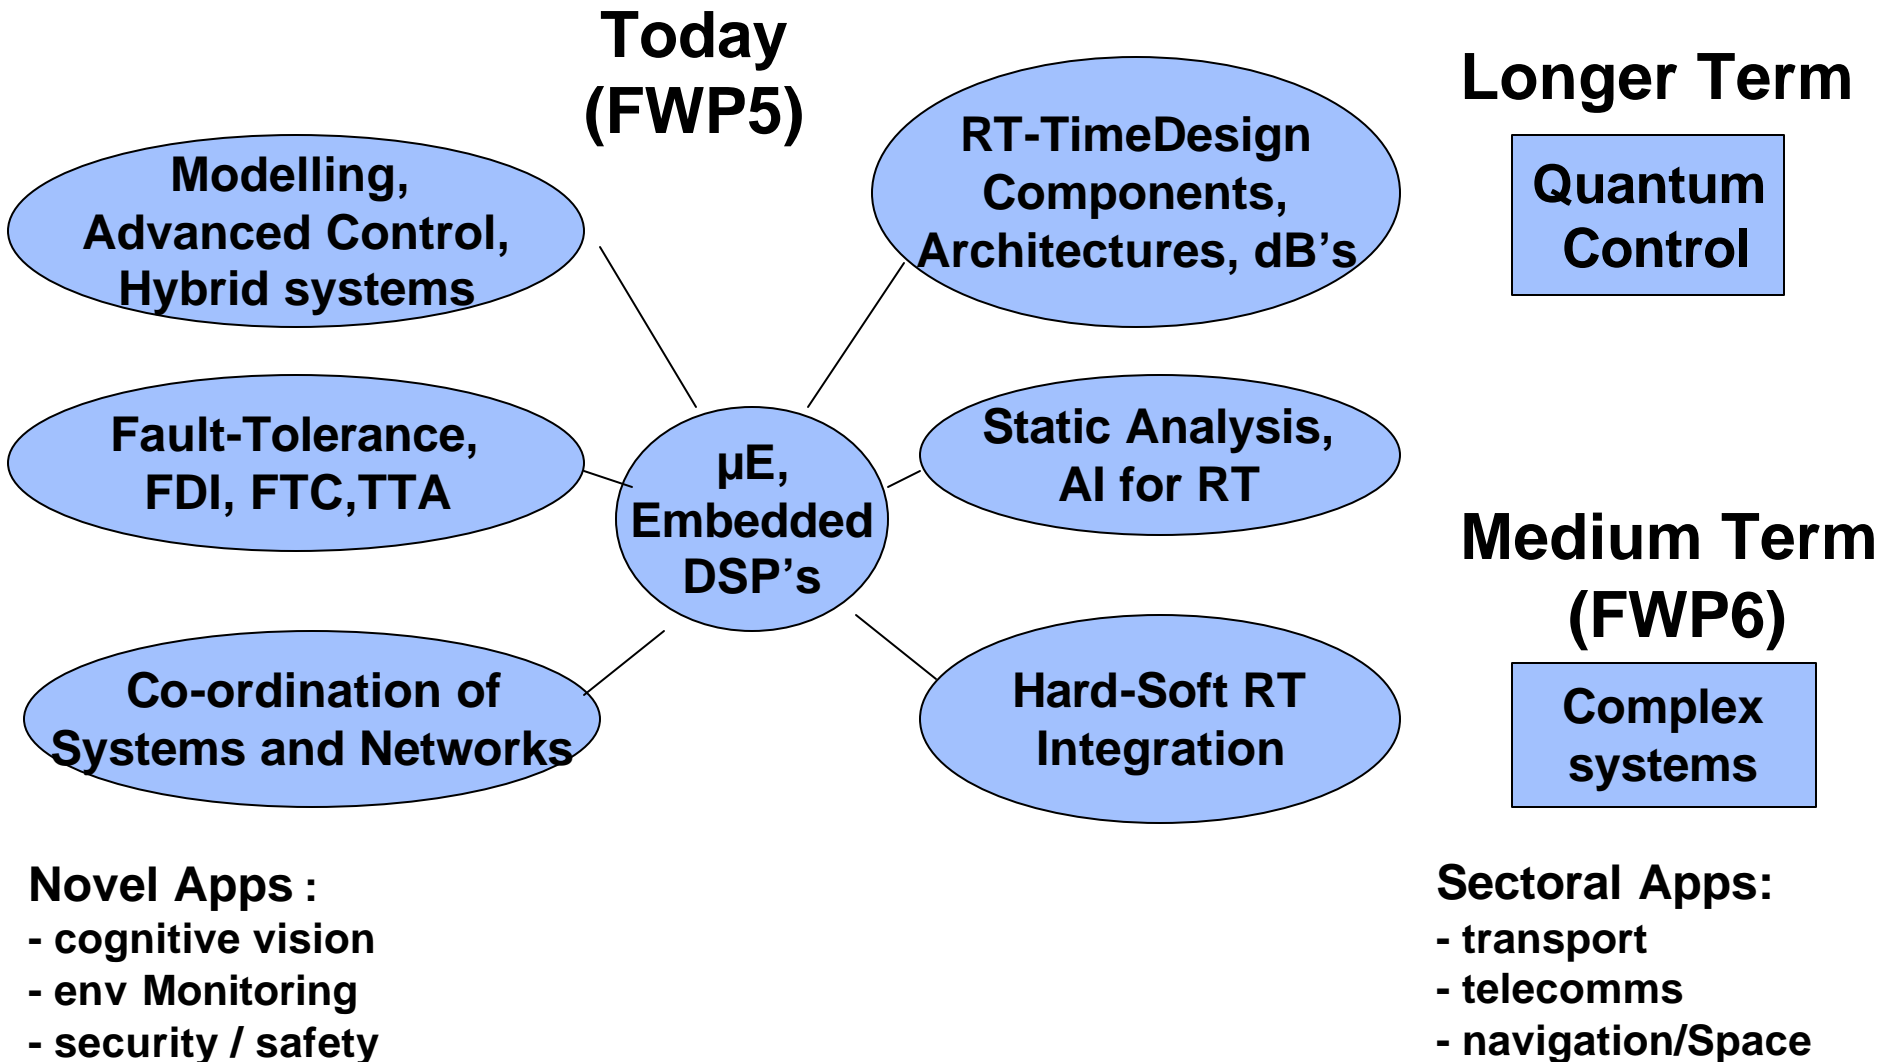 Today
(FWP5)
Longer Term
Modelling,
Advanced Control,
Hybrid systems
RT-TimeDesign
Components,
Architectures, dB's
Quantum
Control
Fault-Tolerance,
FDI, FTC,TTA
µE,
Embedded
DSP's
Static Analysis,
AI for RT
Medium Term
(FWP6)
Co-ordination of
Systems and Networks
Hard-Soft RT
Integration
Complex
systems
Novel Apps :
- cognitive vision
- env Monitoring
- security / safety
Sectoral Apps:
- transport
- telecomms
- navigation/Space